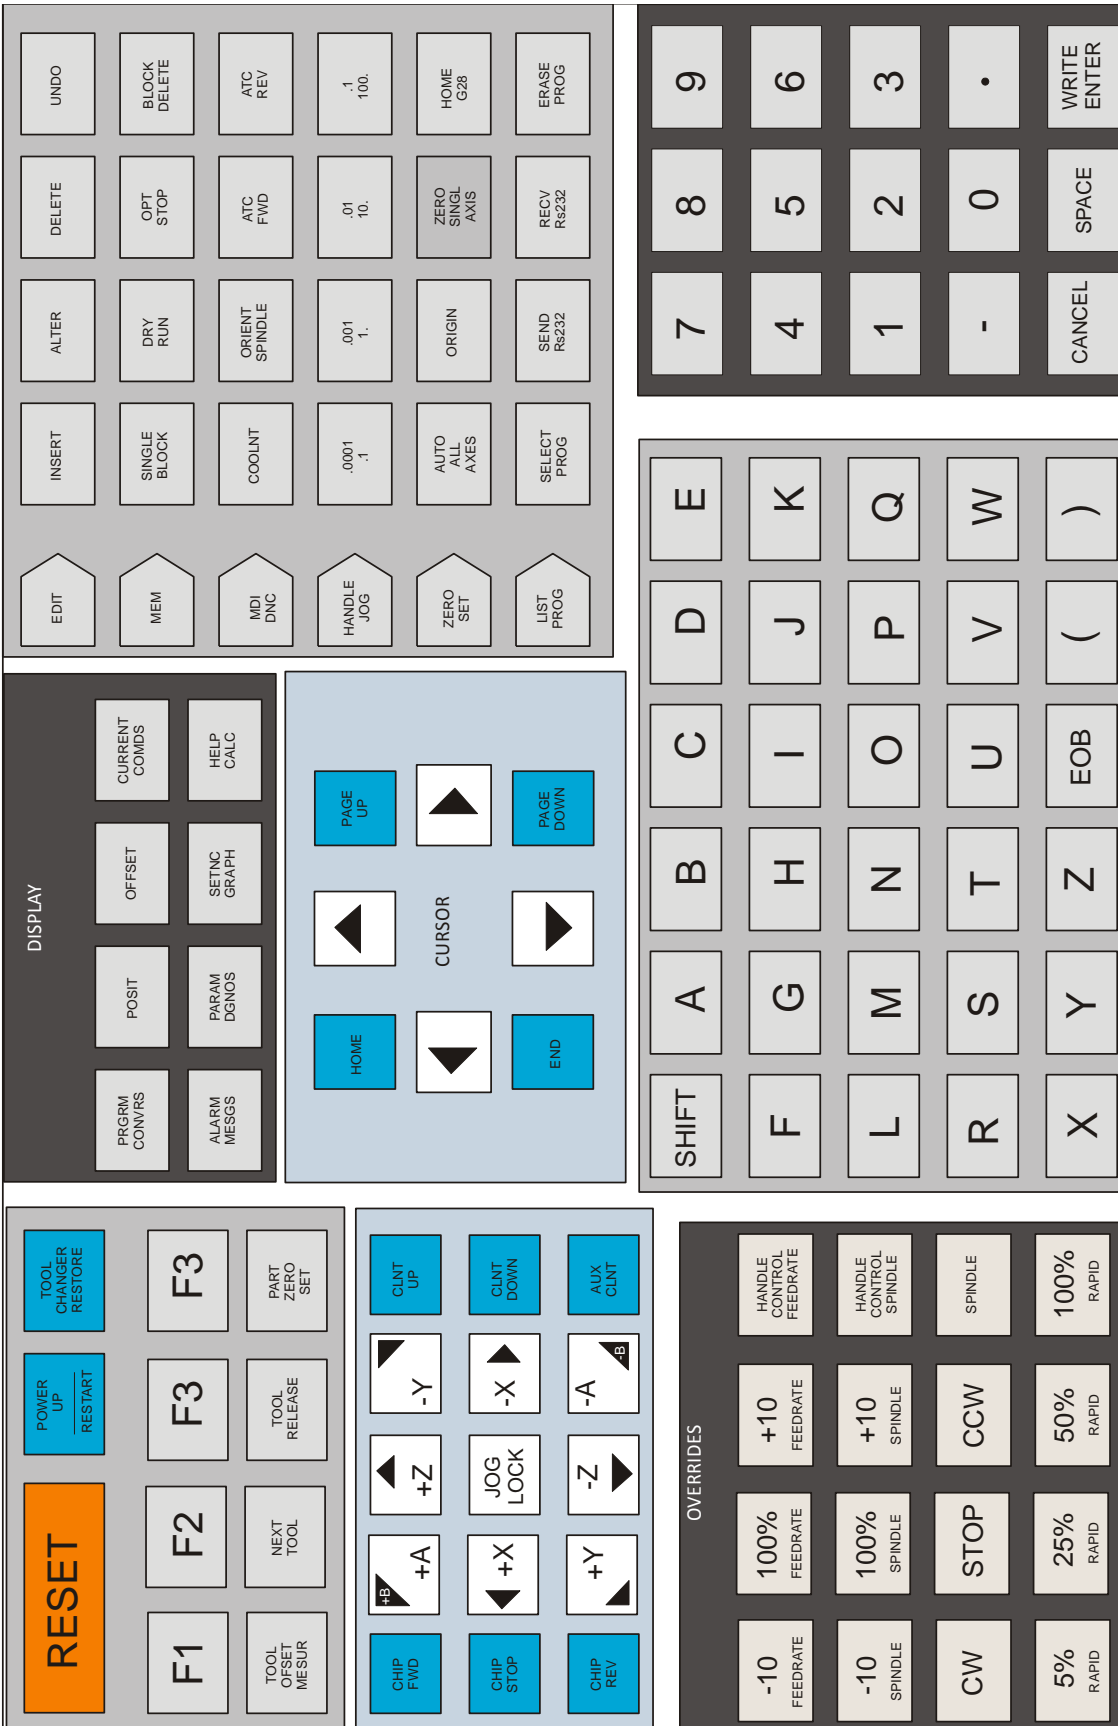 RESET
POWER
UP
RESTART
TOOL
CHANGER
RESTORE
F1
F2
F3
F3
TOOL
OFSET
MESUR
NEXT
TOOL
TOOL
RELEASE
PART
ZERO
SET
CHIP
FWD
+B
+A
+Z
-Y
CLNT
UP
CHIP
STOP
+X
JOG
LOCK
-X
CLNT
DOWN
CHIP
REV
+Y
-Z
-A
-B
AUX
CLNT
OVERRIDES
-10
FEEDRATE
100%
FEEDRATE
+10
FEEDRATE
HANDLE
CONTROL
FEEDRATE
-10
SPINDLE
100%
SPINDLE
+10
SPINDLE
HANDLE
CONTROL
SPINDLE
CW
STOP
CCW
SPINDLE
5%
RAPID
25%
RAPID
50%
RAPID
100%
RAPID
DISPLAY
PRGRM
CONVRS
POSIT
OFFSET
CURRENT
COMDS
ALARM
MESGS
PARAM
DGNOS
SETNC
GRAPH
HELP
CALC
HOME
PAGE
UP
CURSOR
END
PAGE
DOWN
SHIFT
A
B
C
D
E
F
G
H
I
J
K
L
M
N
O
P
Q
R
S
T
U
V
W
X
Y
Z
EOB
(
)
EDIT
INSERT
ALTER
DELETE
UNDO
MEM
SINGLE
BLOCK
DRY
RUN
OPT
STOP
BLOCK
DELETE
MDI
DNC
COOLNT
ORIENT
SPINDLE
ATC
FWD
ATC
REV
HANDLE
JOG
.0001
.1
.001
1.
.01
10.
.1
100.
ZERO
SET
AUTO
ALL
AXES
ORIGIN
ZERO
SINGL
AXIS
HOME
G28
LIST
PROG
SELECT
PROG
SEND
Rs232
RECV
Rs232
ERASE
PROG
7
8
9
4
5
6
1
2
3
-
0
.
CANCEL
SPACE
WRITE
ENTER